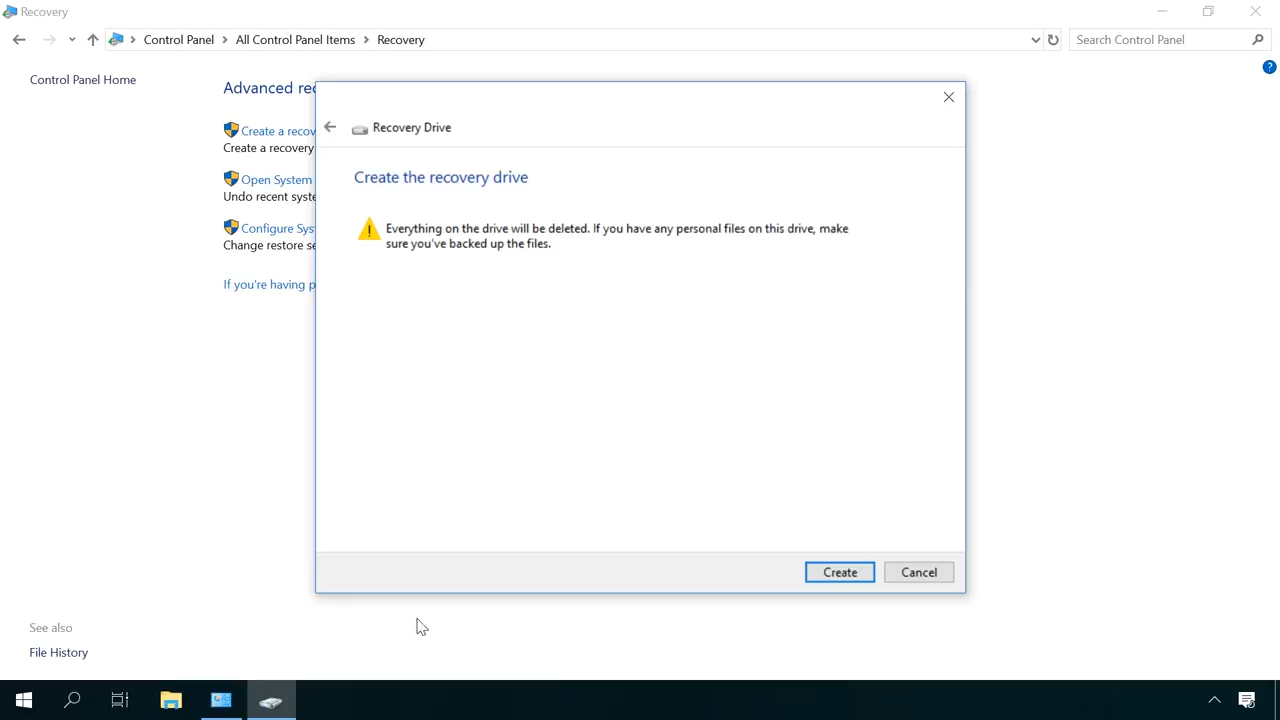 Recovery
Control Panel
All Control Panel Items
Recovery
Search Control Panel
Control Panel Home
Advanced rec
Create a recov
Create a recovery
Open System
Undo recent syste
Configure Sys
Change restore se
If you're having p
Recovery Drive
Create the recovery drive
Everything on the drive will be deleted. If you have any personal files on this drive, make
sure you've backed up the files.
Create
Cancel
See also
File History